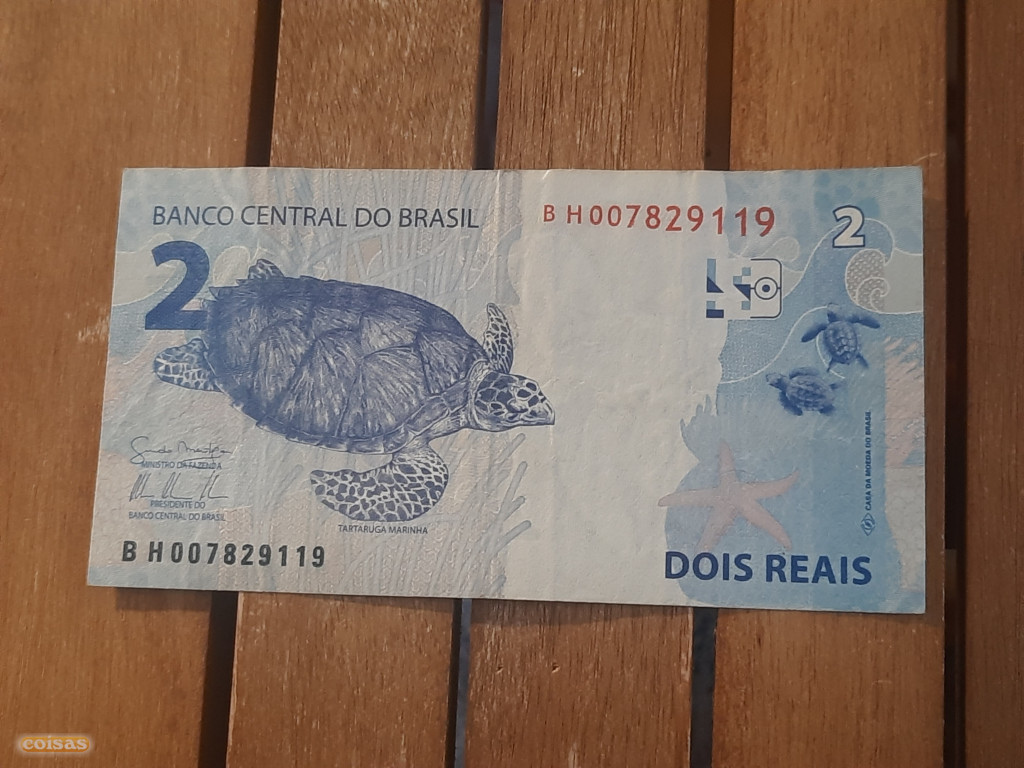 BANCO CENTRAL DO BRASIL
B H007829119
2
2
MINISTRO DA FAZENDA
PRESIDENTE DO
BANCO CENTRAL DO BRASIL
TARTARUGA MARINHA
B H007829119
CASA DA MOEDA DO BRASIL
DOIS REAIS
coisas